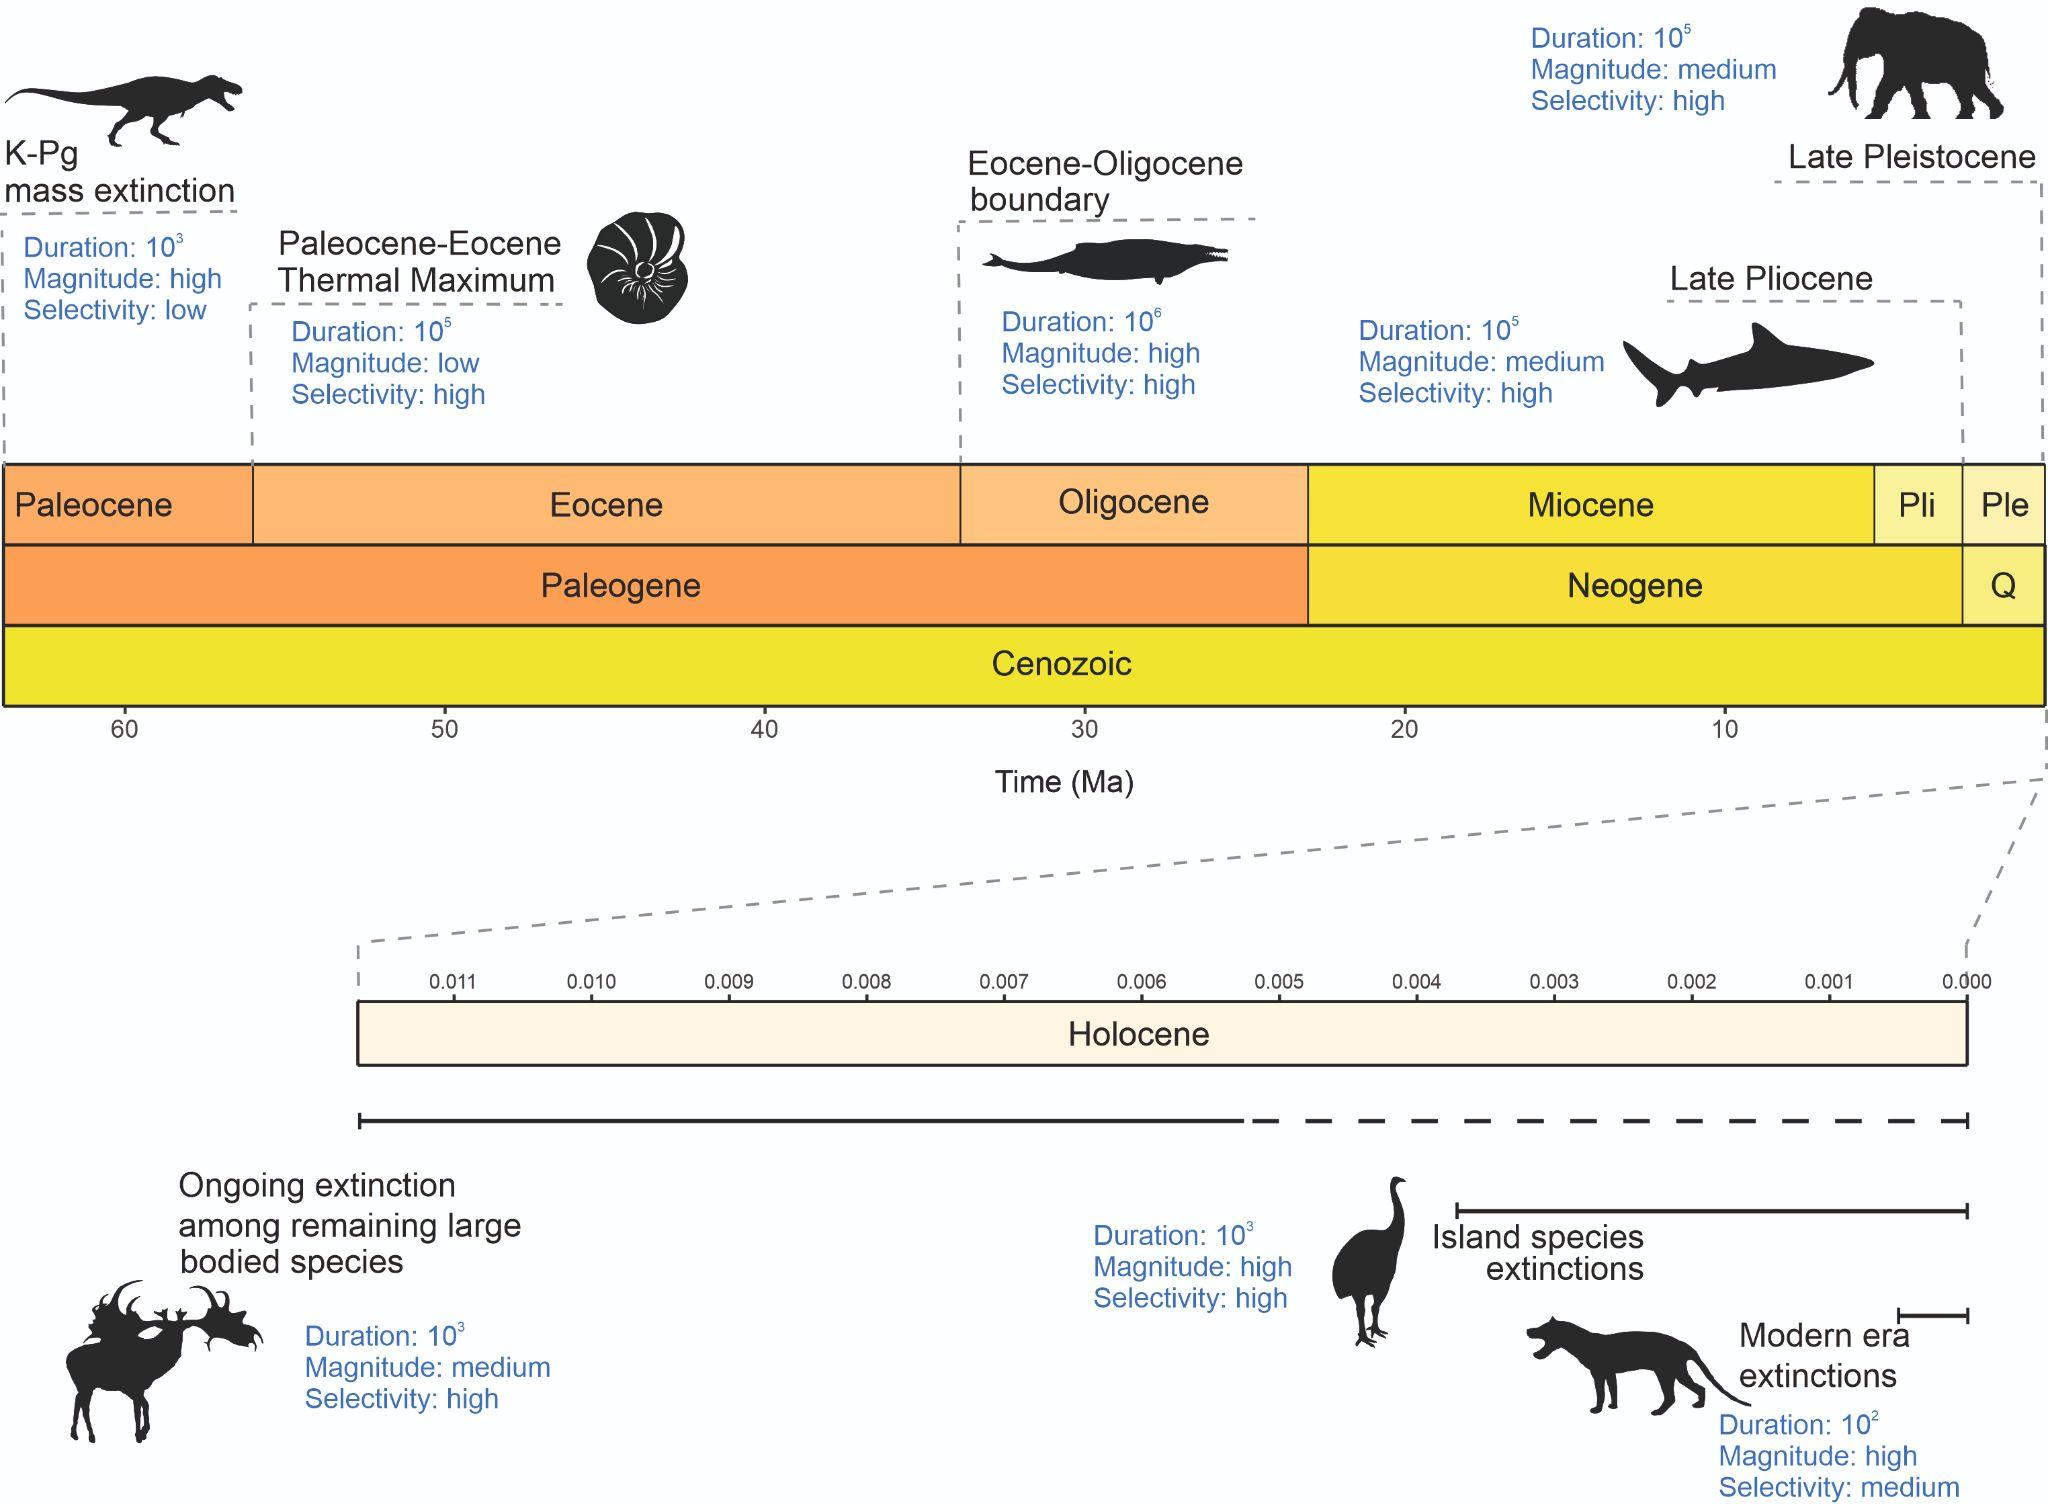 K-Pg
mass extinction
Duration: 10³
Magnitude: high
Selectivity: low
Paleocene-Eocene
Thermal Maximum
Duration: 10⁵
Magnitude: low
Selectivity: high
Eocene-Oligocene
boundary
Duration: 10⁶
Magnitude: high
Selectivity: high
Late Pliocene
Duration: 10⁵
Magnitude: medium
Selectivity: high
Duration: 10⁵
Magnitude: medium
Selectivity: high
Late Pleistocene
Paleocene Eocene Oligocene Miocene Pli Ple
Paleogene Neogene Q
Cenozoic
60 50 40 30 20 10
Time (Ma)
0.011 0.010 0.009 0.008 0.007 0.006 0.005 0.004 0.003 0.002 0.001 0.000
Holocene
Ongoing extinction
among remaining large
bodied species
Duration: 10³
Magnitude: medium
Selectivity: high
Duration: 10³
Magnitude: high
Selectivity: high
Island species
extinctions
Modern era
extinctions
Duration: 10²
Magnitude: high
Selectivity: medium